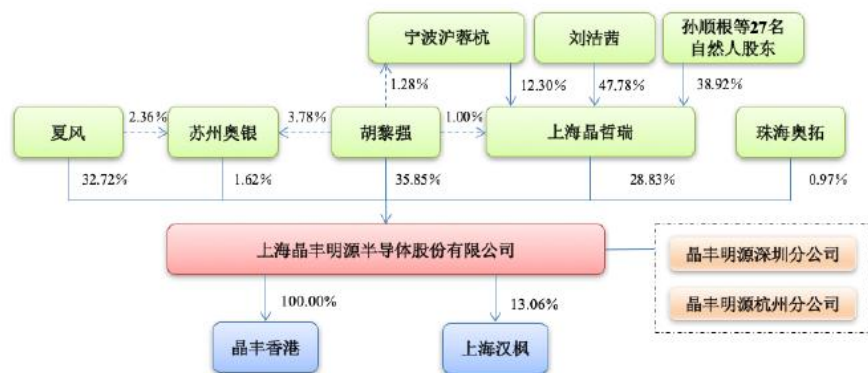 宁波沪蓉杭
刘洁茜
孙顺根等27名
自然人股东
1.28%
12.30%
47.78%
38.92%
夏风
2.36%
苏州奥银
3.78%
胡黎强
1.00%
上海晶哲瑞
珠海奥拓
32.72%
1.62%
35.85%
28.83%
0.97%
上海晶丰明源半导体股份有限公司
晶丰明源深圳分公司
晶丰明源杭州分公司
100.00%
13.06%
晶丰香港
上海汉枫